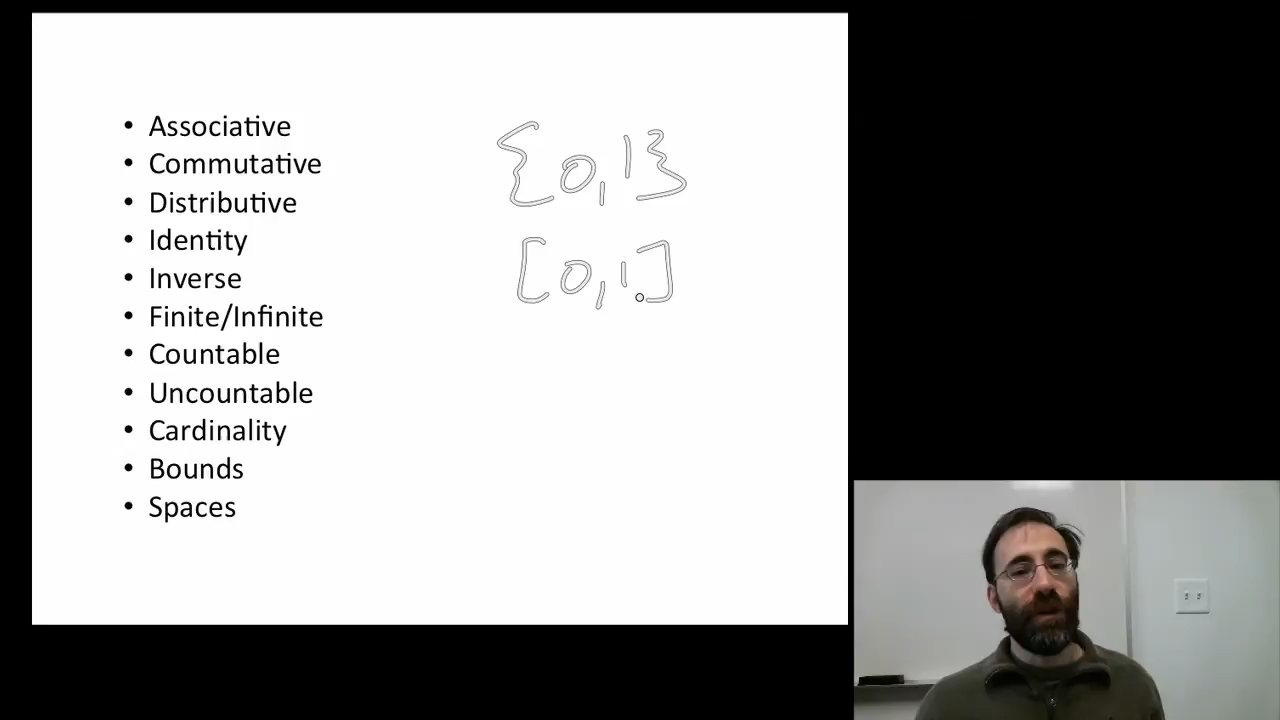 • Associative
• Commutative
• Distributive
• Identity
• Inverse
• Finite/Infinite
• Countable
• Uncountable
• Cardinality
• Bounds
• Spaces
{0,1}
[0,1]